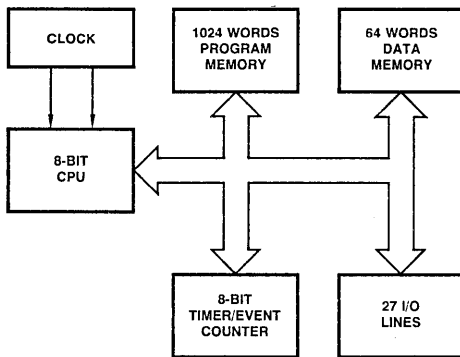 CLOCK
1024 WORDS
PROGRAM
MEMORY
64 WORDS
DATA
MEMORY
8-BIT
CPU
8-BIT
TIMER/EVENT
COUNTER
27 I/O
LINES